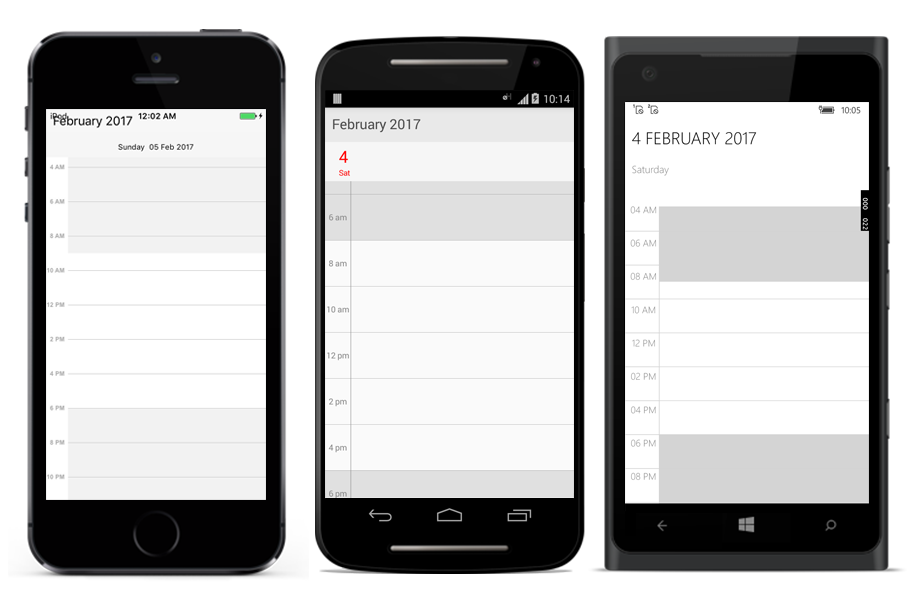 iPod
12:02 AM
February 2017
Sunday 05 Feb 2017
4 AM
6 AM
8 AM
10 AM
12 PM
2 PM
4 PM
6 PM
8 PM
10 PM
10:14
February 2017
4
Sat
6 am
8 am
10 am
12 pm
2 pm
4 pm
6 pm
10:05
4 FEBRUARY 2017
Saturday
000 022
04 AM
06 AM
08 AM
10 AM
12 PM
02 PM
04 PM
06 PM
08 PM